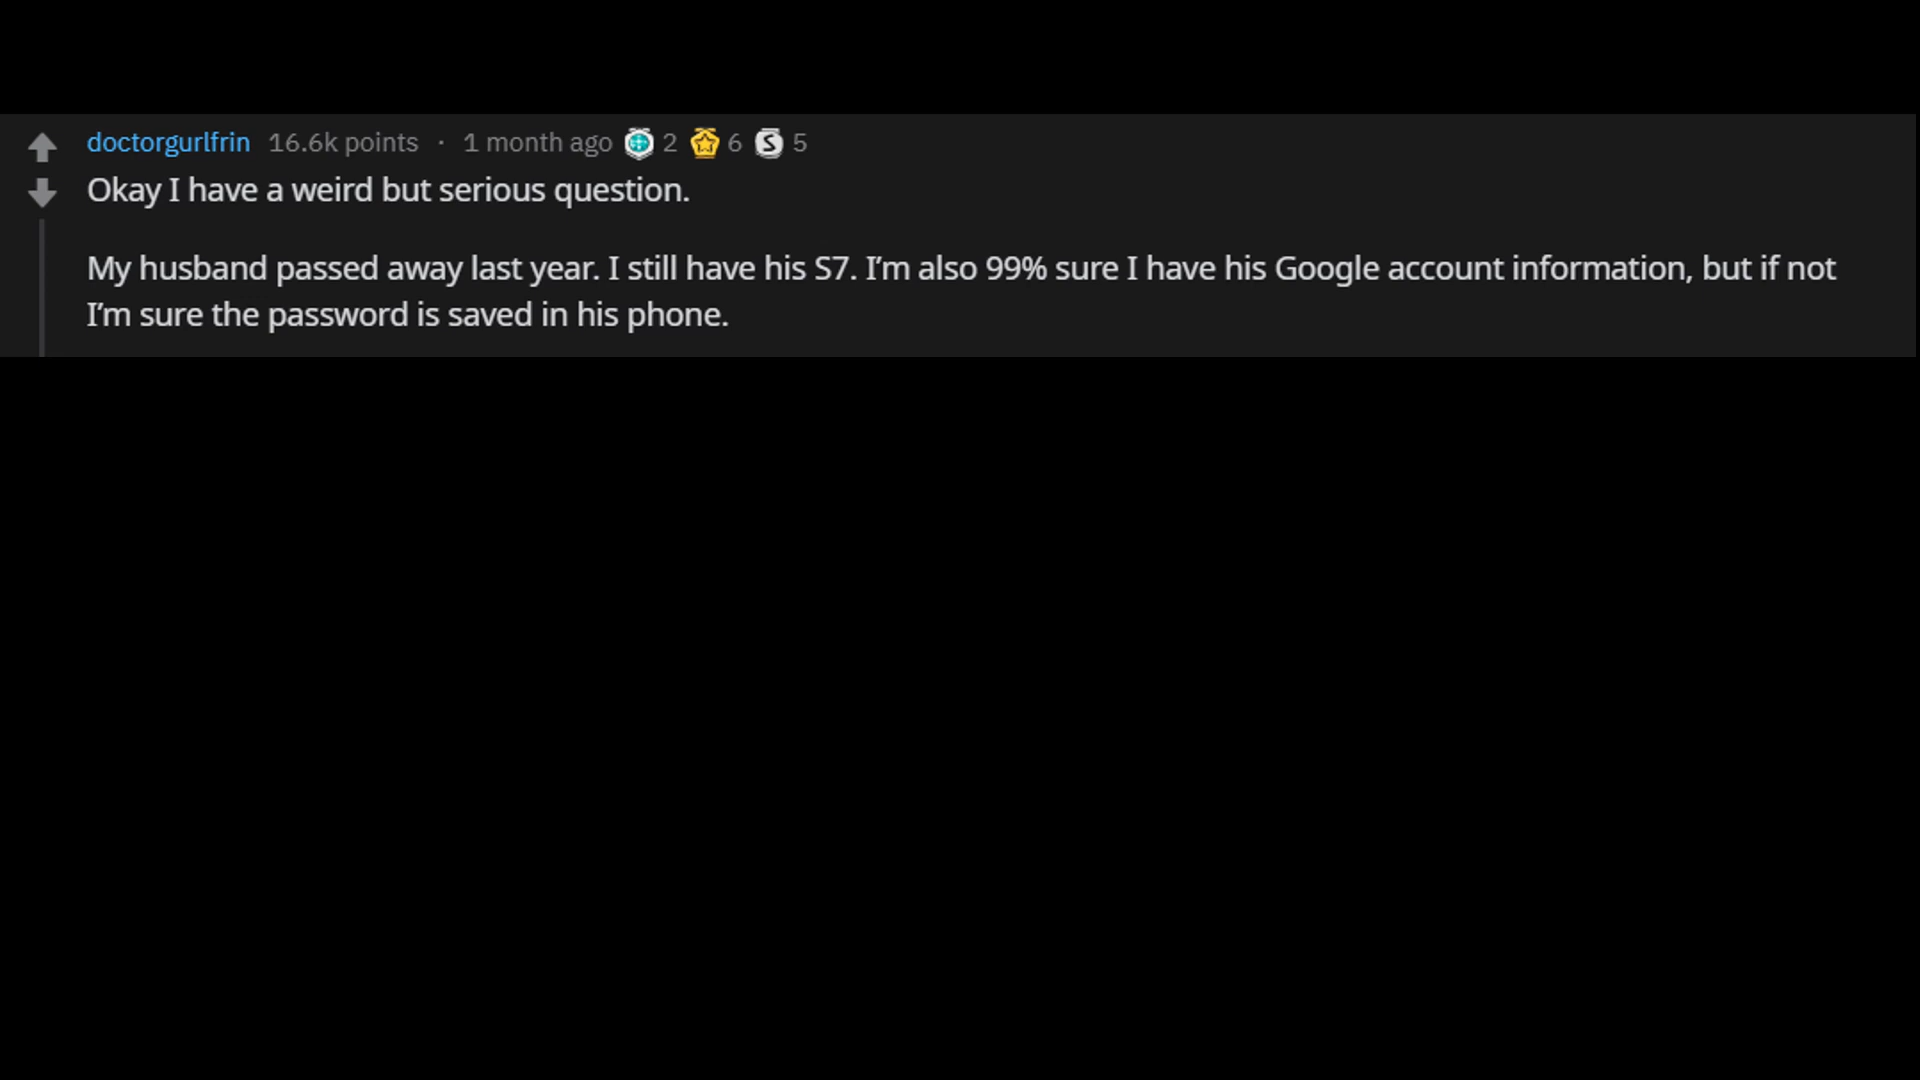 doctorgurlfrin 16.6k points · 1 month ago 2 6 S 5
Okay I have a weird but serious question.
My husband passed away last year. I still have his S7. I'm also 99% sure I have his Google account information, but if not
I'm sure the password is saved in his phone.